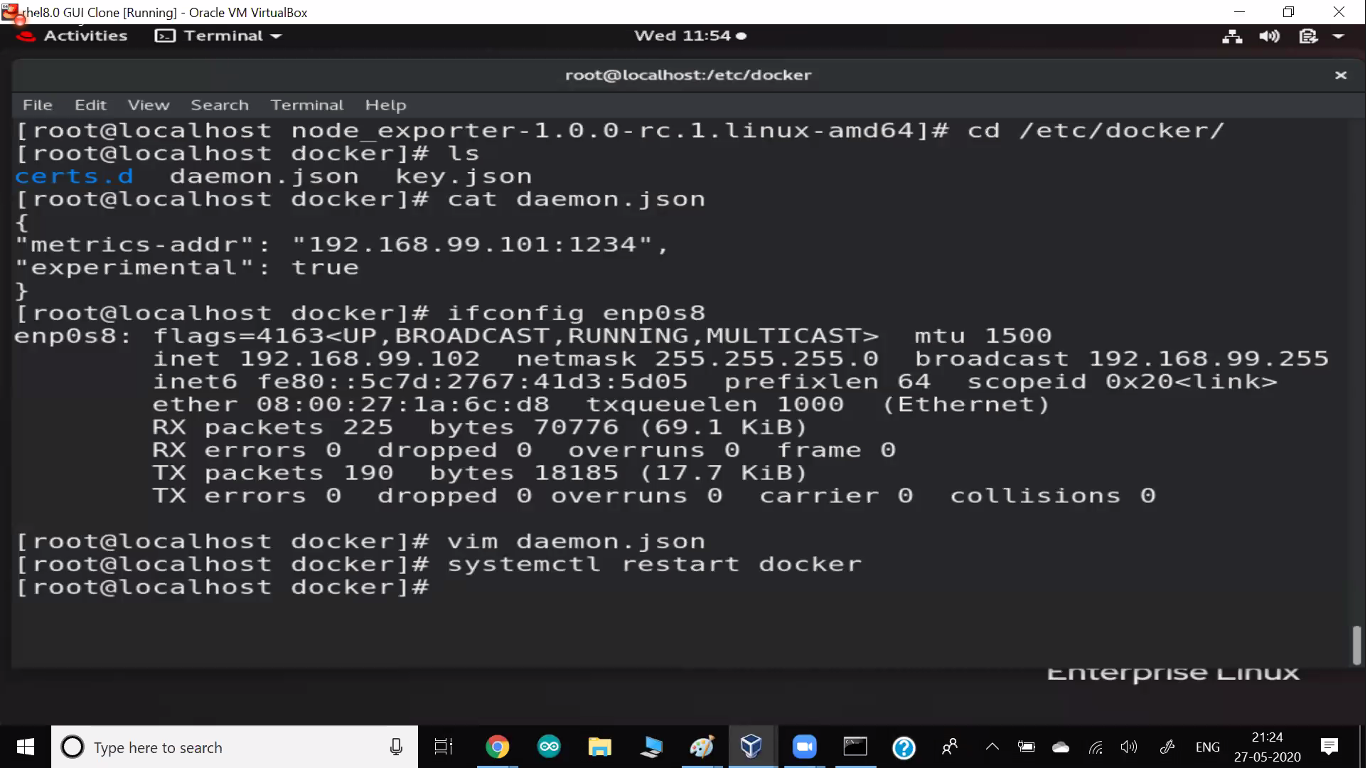 rhel8.0 GUI Clone [Running] - Oracle VM VirtualBox
Activities Terminal Wed 11:54
root@localhost:/etc/docker
File Edit View Search Terminal Help
[root@localhost node_exporter-1.0.0-rc.1.linux-amd64]# cd /etc/docker/
[root@localhost docker]# ls
certs.d  daemon.json  key.json
[root@localhost docker]# cat daemon.json
{
"metrics-addr": "192.168.99.101:1234",
"experimental": true
}
[root@localhost docker]# ifconfig enp0s8
enp0s8: flags=4163<UP,BROADCAST,RUNNING,MULTICAST>  mtu 1500
        inet 192.168.99.102  netmask 255.255.255.0  broadcast 192.168.99.255
        inet6 fe80::5c7d:2767:41d3:5d05  prefixlen 64  scopeid 0x20<link>
        ether 08:00:27:1a:6c:d8  txqueuelen 1000  (Ethernet)
        RX packets 225  bytes 70776 (69.1 KiB)
        RX errors 0  dropped 0  overruns 0  frame 0
        TX packets 190  bytes 18185 (17.7 KiB)
        TX errors 0  dropped 0 overruns 0  carrier 0  collisions 0
[root@localhost docker]# vim daemon.json
[root@localhost docker]# systemctl restart docker
[root@localhost docker]#
Enterprise Linux
Type here to search
ENG
21:24
27-05-2020